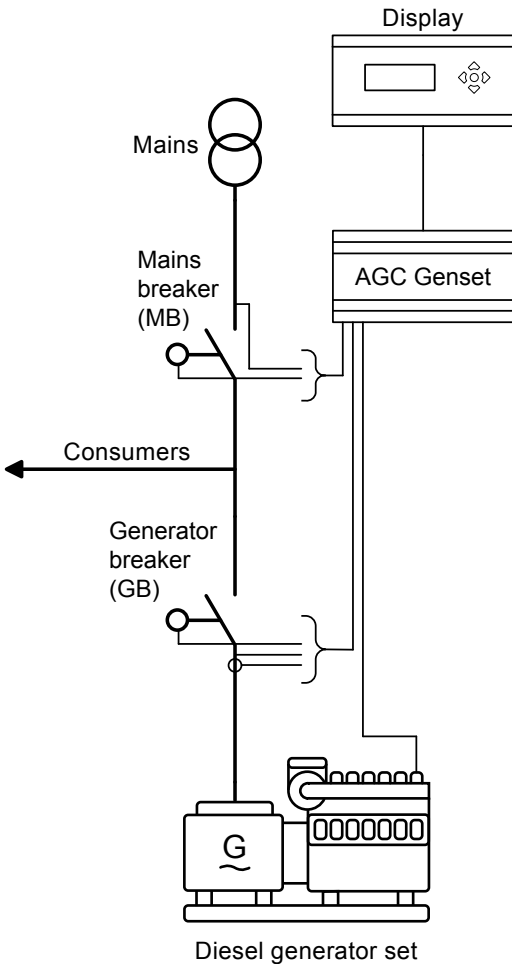 Display
Mains
AGC Genset
Mains
breaker
(MB)
Consumers
Generator
breaker
(GB)
G
Diesel generator set